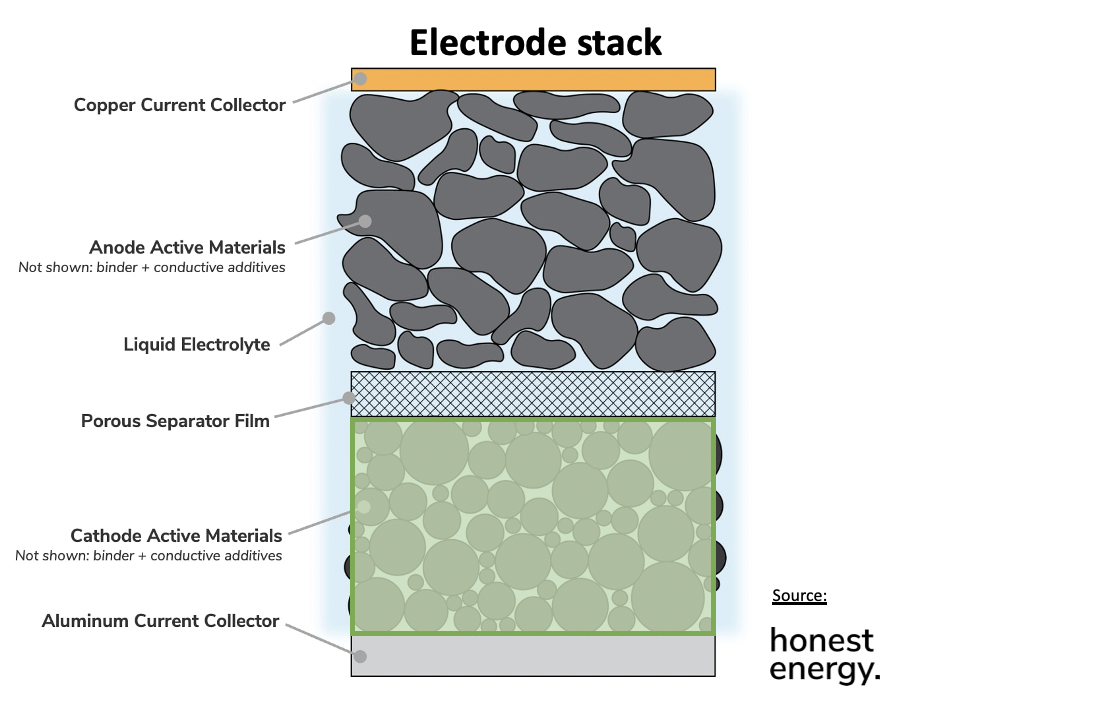 Electrode stack
Copper Current Collector
Anode Active Materials
Not shown: binder + conductive additives
Liquid Electrolyte
Porous Separator Film
Cathode Active Materials
Not shown: binder + conductive additives
Aluminum Current Collector
Source:
honest
energy.